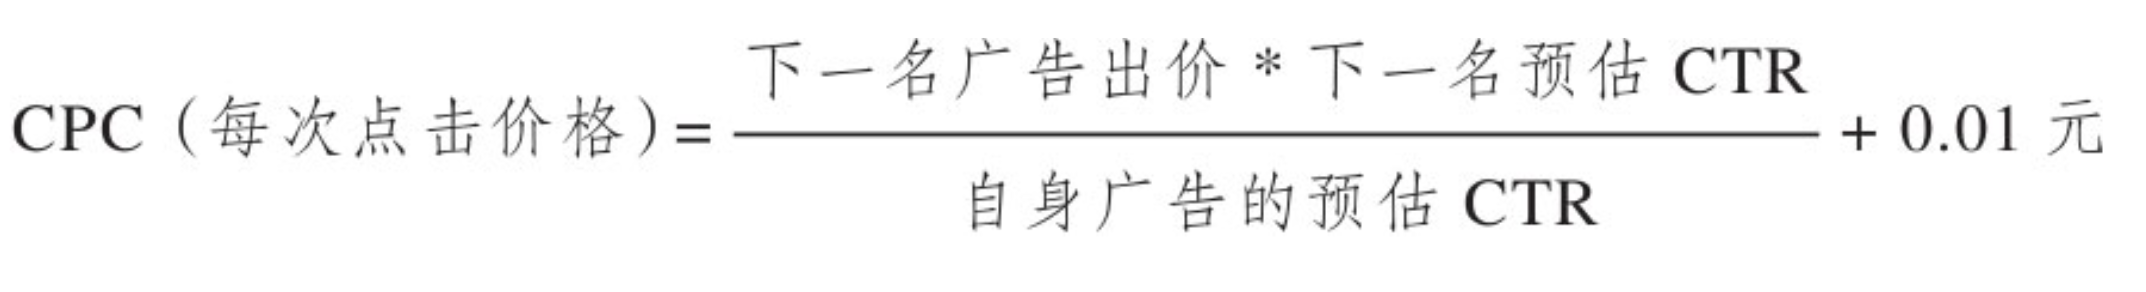 下一名广告出价 * 下一名预估 CTR
CPC (每次点击价格) = + 0.01 元
自身广告的预估 CTR